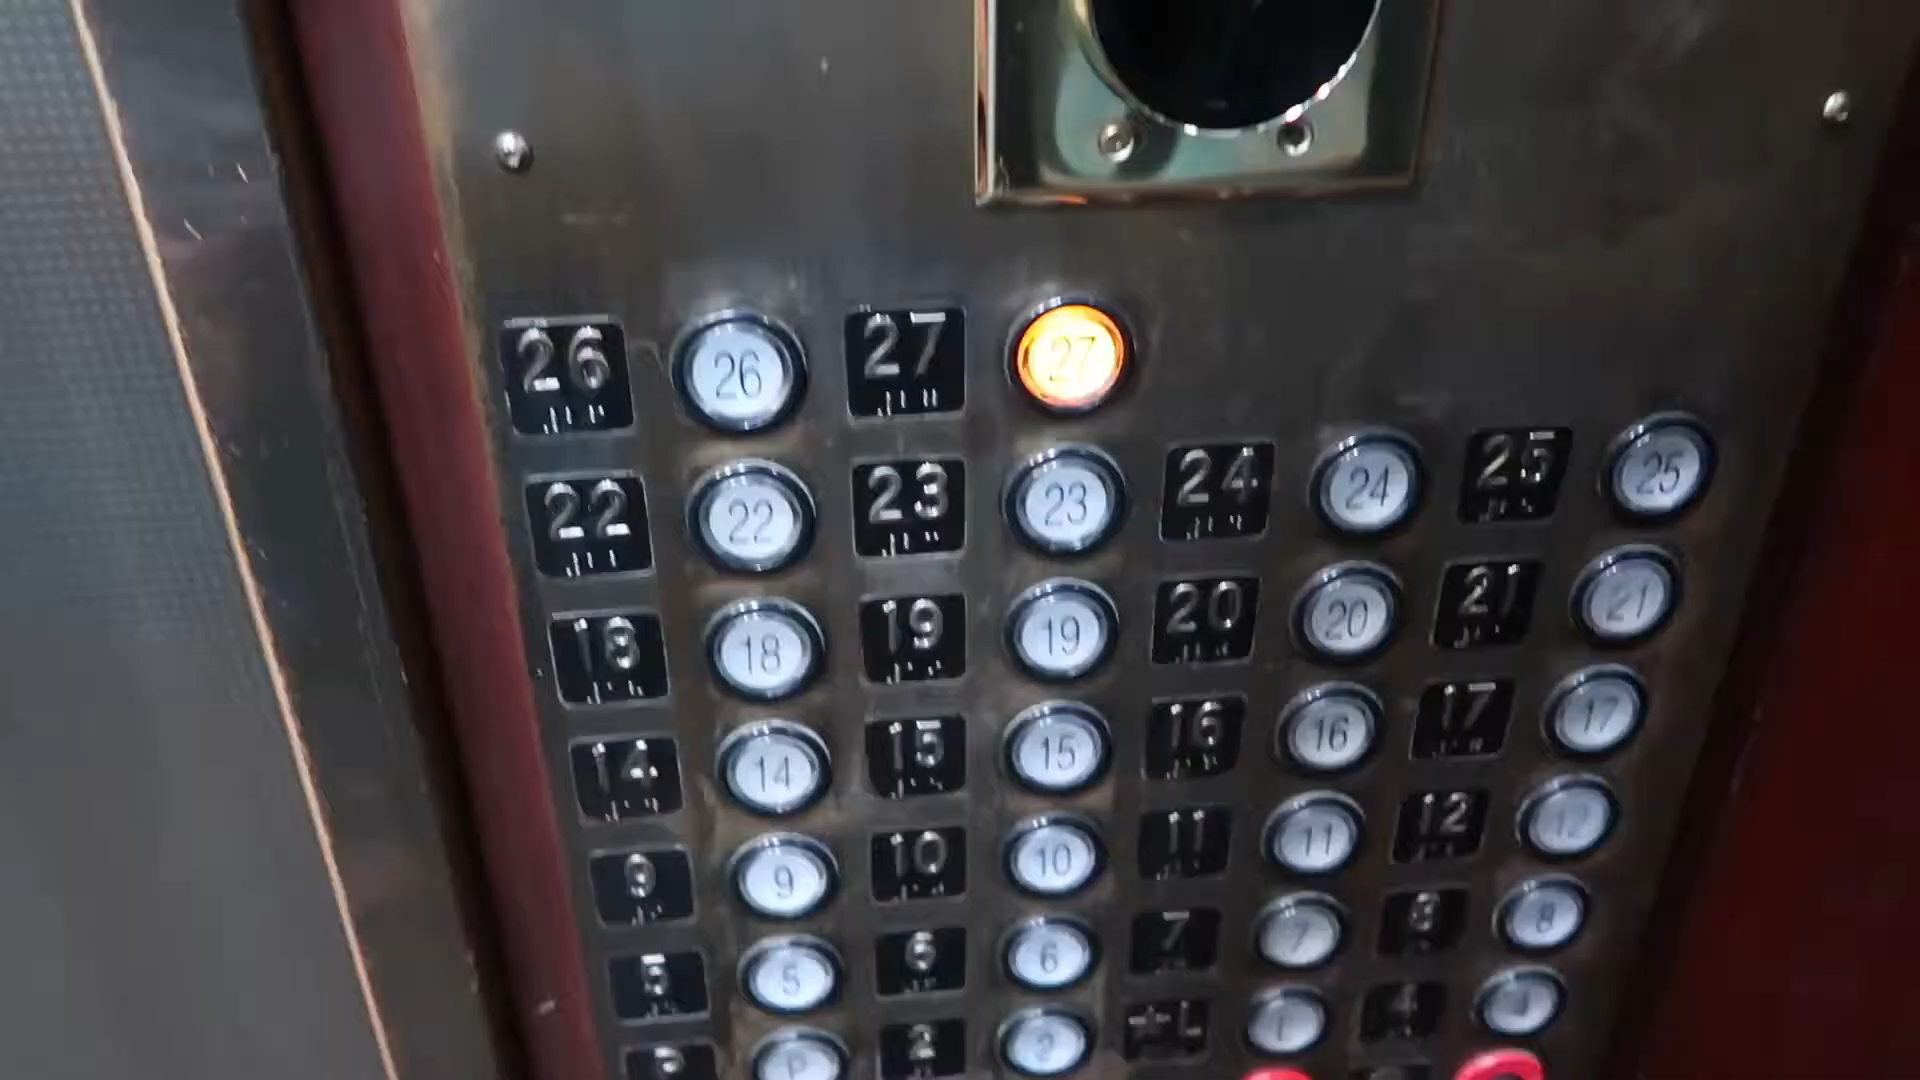 26 26 27 27
22 22 23 23 24 24 25 25
18 18 19 19 20 20 21 21
14 14 15 15 16 16 17 17
9 9 10 10 11 11 12 12
5 5 6 6 7 7 8 8
L 4
P 2 2